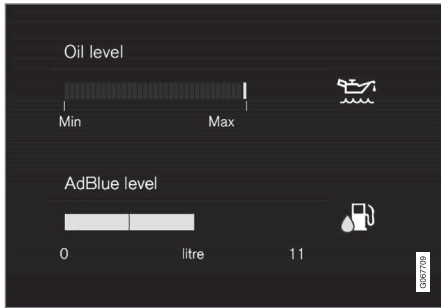 Oil level
Min Max
AdBlue level
0 litre 11
G067709